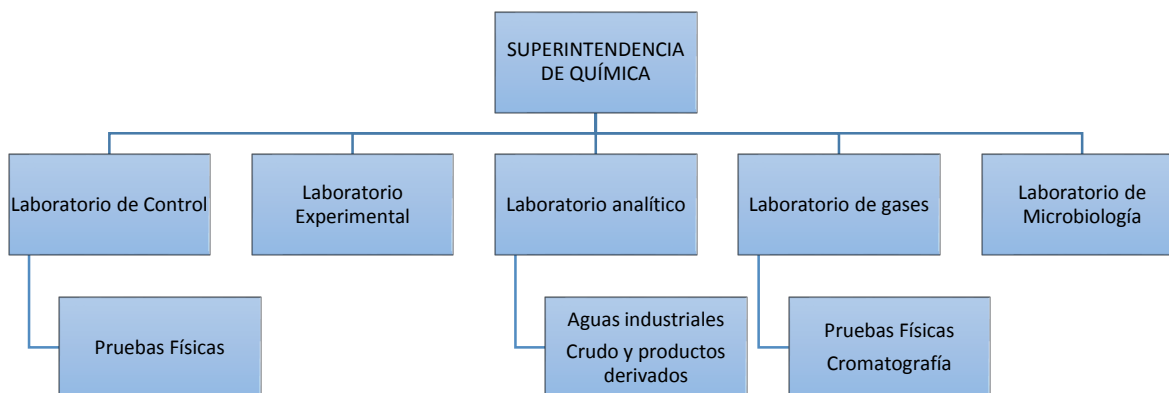 SUPERINTENDENCIA
DE QUÍMICA
Laboratorio de Control
Laboratorio
Experimental
Laboratorio analítico
Laboratorio de gases
Laboratorio de
Microbiología
Pruebas Físicas
Aguas industriales
Crudo y productos
derivados
Pruebas Físicas
Cromatografía